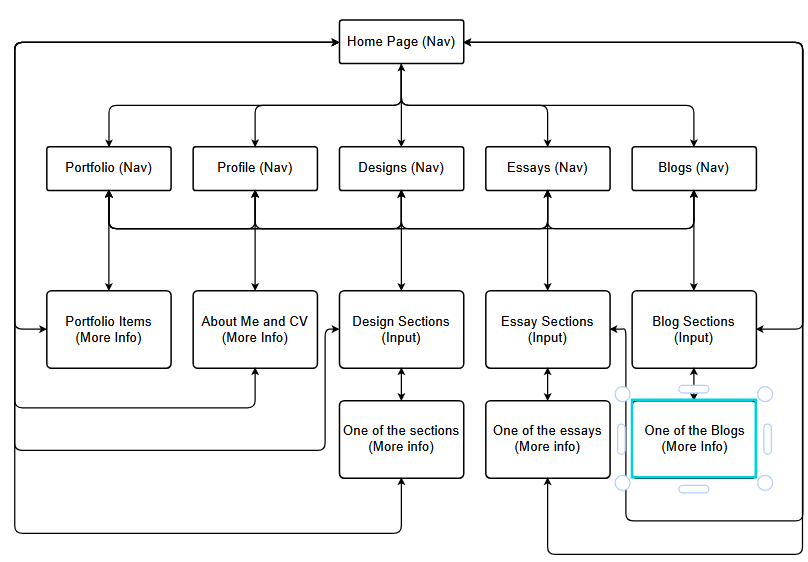 Home Page (Nav)
Portfolio (Nav)
Profile (Nav)
Designs (Nav)
Essays (Nav)
Blogs (Nav)
Portfolio Items
(More Info)
About Me and CV
(More Info)
Design Sections
(Input)
Essay Sections
(Input)
Blog Sections
(Input)
One of the sections
(More info)
One of the essays
(More info)
One of the Blogs
(More Info)